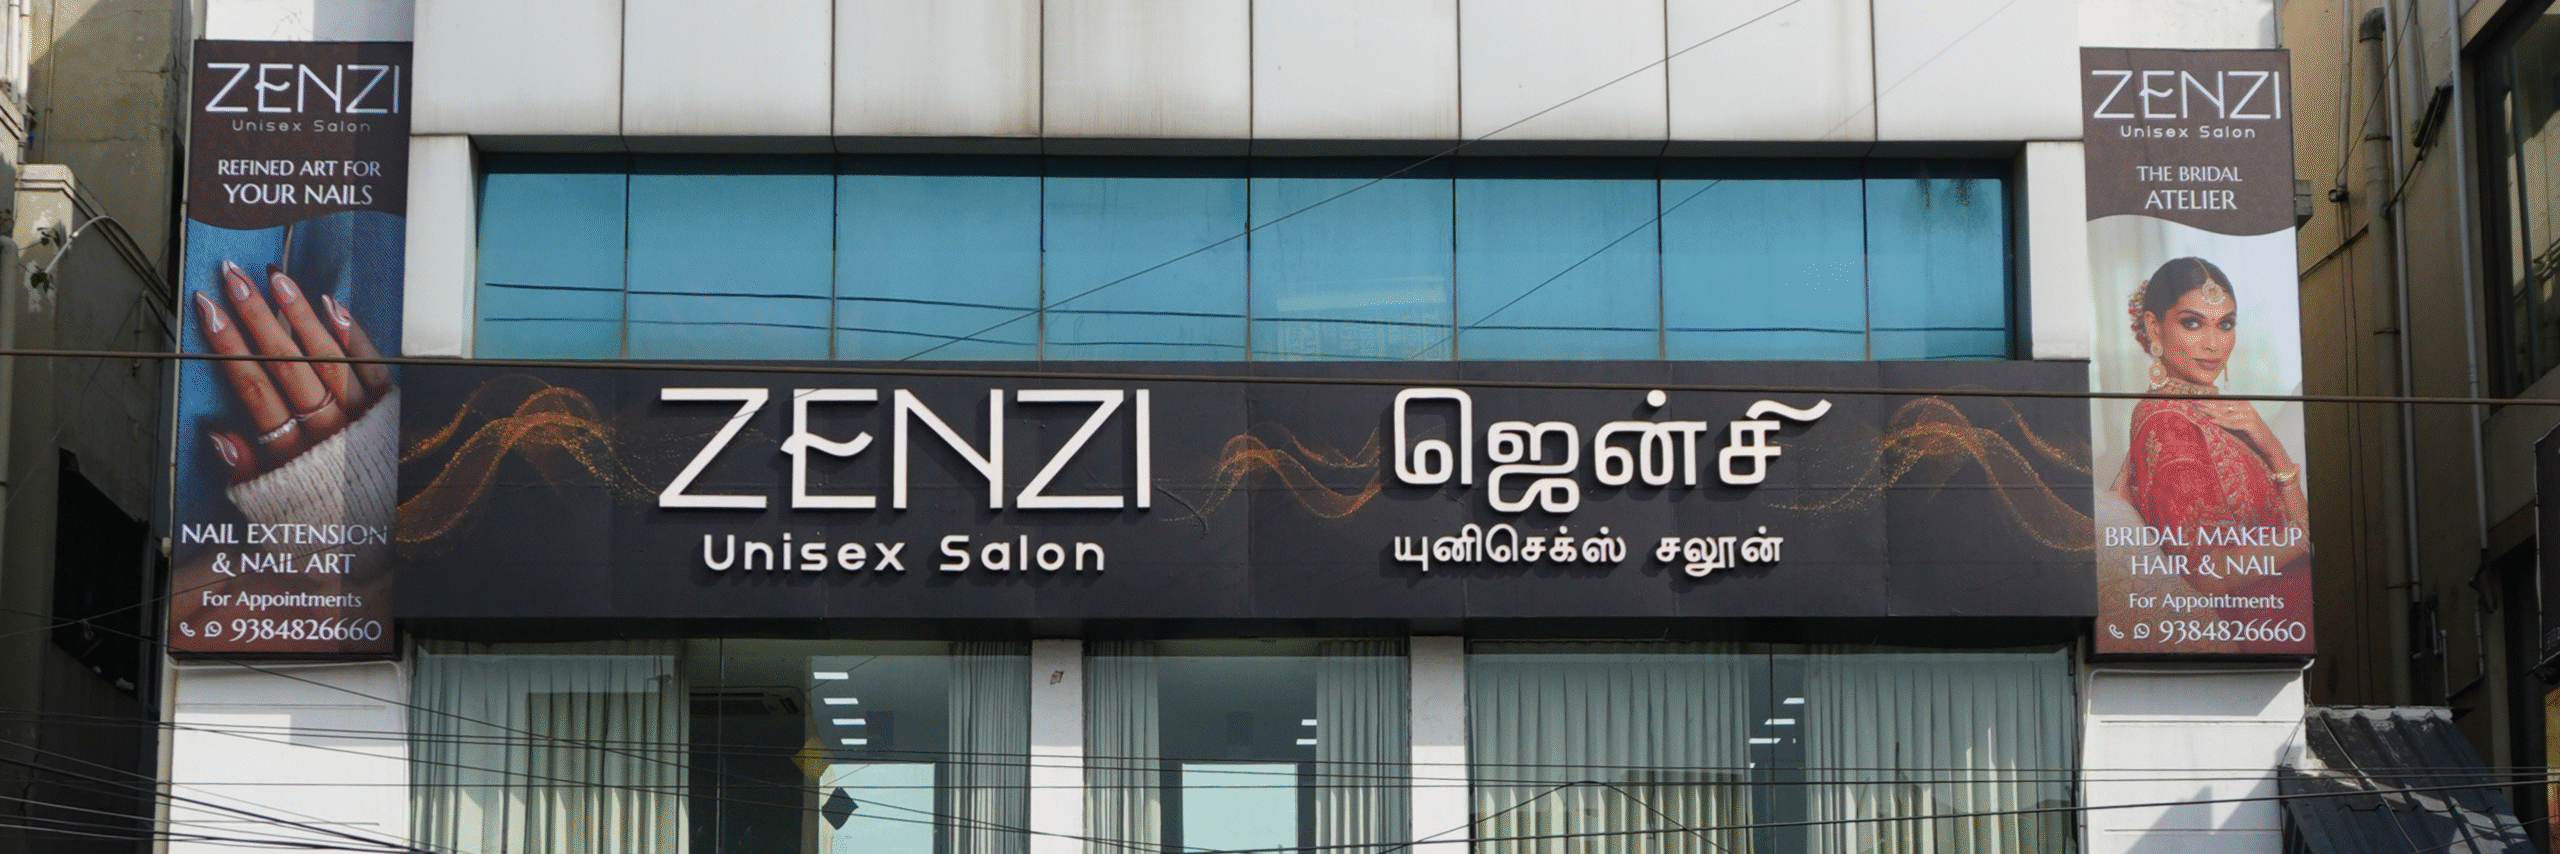 ZENZI
Unisex Salon
REFINED ART FOR
YOUR NAILS
NAIL EXTENSION
& NAIL ART
For Appointments
9384826660
ZENZI
Unisex Salon
ஜென்சி
யுனிசெக்ஸ் சலூன்
ZENZI
Unisex Salon
THE BRIDAL
ATELIER
BRIDAL MAKEUP
HAIR & NAIL
For Appointments
9384826660